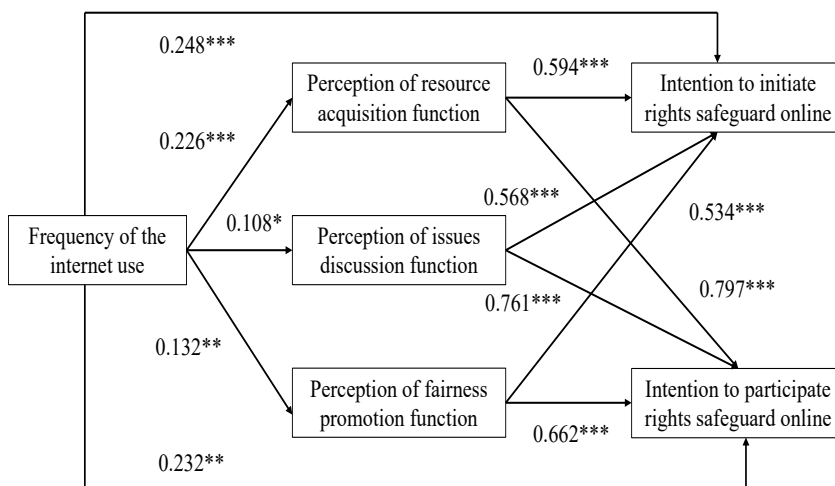 0.248***
Perception of resource
acquisition function
0.594***
Intention to initiate
rights safeguard online
0.226***
0.108*
0.568***
0.534***
Frequency of the
internet use
Perception of issues
discussion function
0.761***
0.797***
0.132**
Perception of fairness
promotion function
Intention to participate
rights safeguard online
0.662***
0.232**